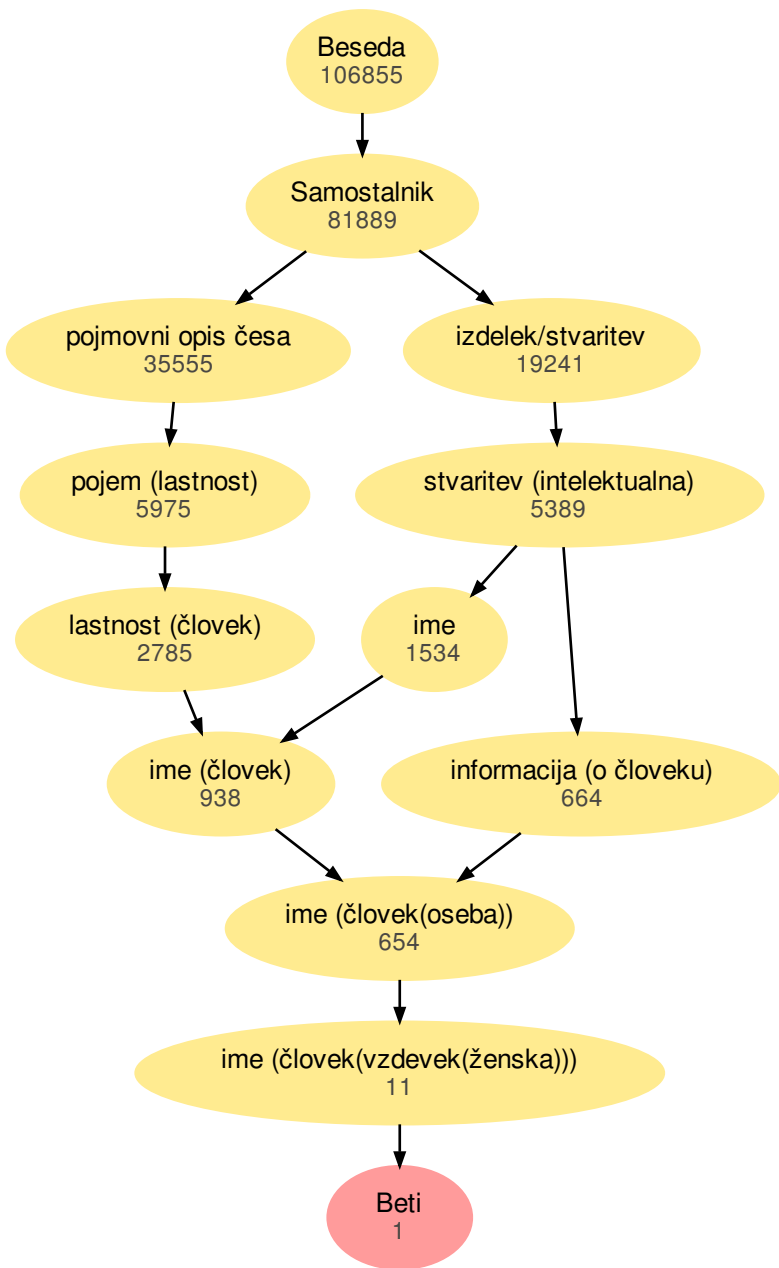 Beseda
106855
Samostalnik
81889
pojmovni opis česa
35555
izdelek/stvaritev
19241
pojem (lastnost)
5975
stvaritev (intelektualna)
5389
lastnost (človek)
2785
ime
1534
ime (človek)
938
informacija (o človeku)
664
ime (človek(oseba))
654
ime (človek(vzdevek(ženska)))
11
Beti
1